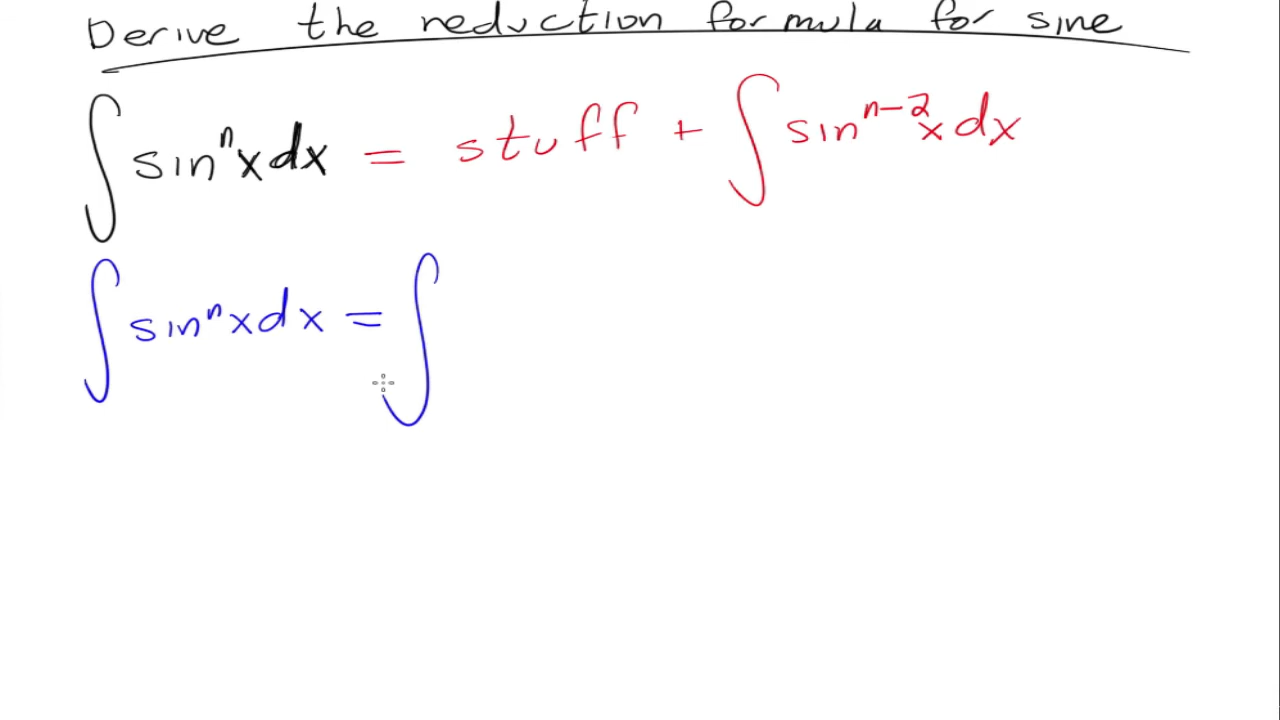 Derive the reduction formula for sine
∫ sinⁿx dx = stuff + ∫ sinⁿ⁻²x dx
∫ sinⁿx dx = ∫